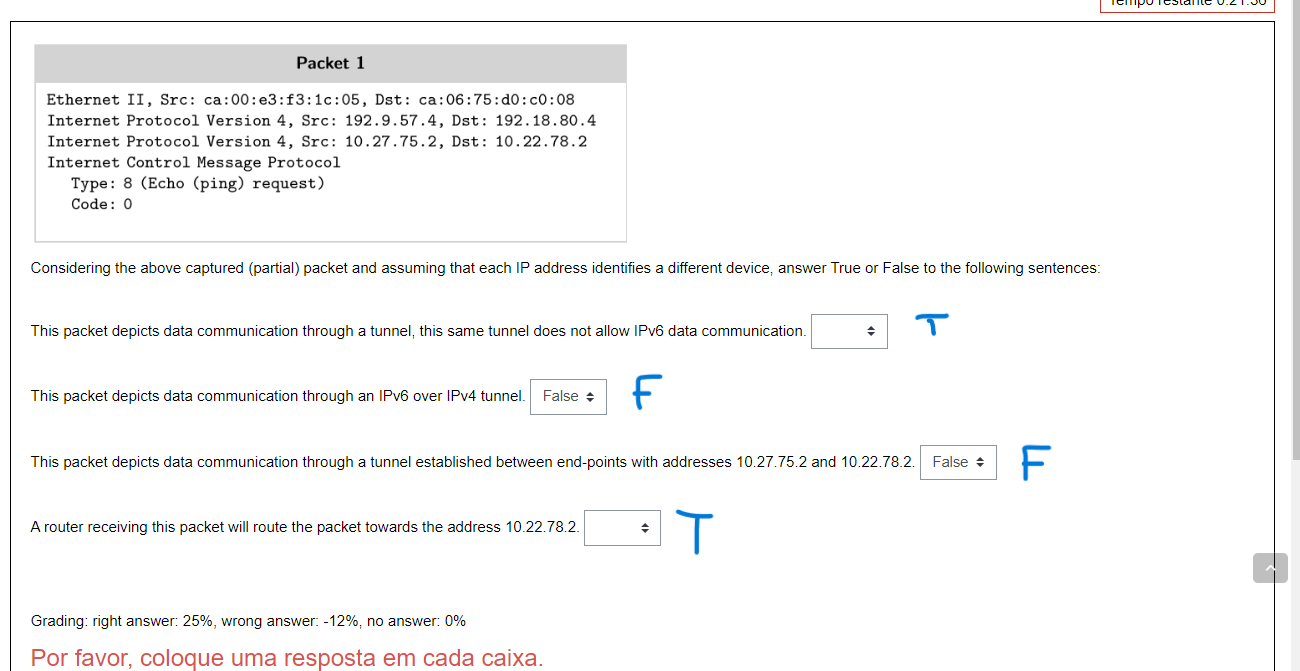 Tempo restante 0:21:36
Packet 1
Ethernet II, Src: ca:00:e3:f3:1c:05, Dst: ca:06:75:d0:c0:08
Internet Protocol Version 4, Src: 192.9.57.4, Dst: 192.18.80.4
Internet Protocol Version 4, Src: 10.27.75.2, Dst: 10.22.78.2
Internet Control Message Protocol
Type: 8 (Echo (ping) request)
Code: 0
Considering the above captured (partial) packet and assuming that each IP address identifies a different device, answer True or False to the following sentences:
This packet depicts data communication through a tunnel, this same tunnel does not allow IPv6 data communication. T
This packet depicts data communication through an IPv6 over IPv4 tunnel. False F
This packet depicts data communication through a tunnel established between end-points with addresses 10.27.75.2 and 10.22.78.2. False F
A router receiving this packet will route the packet towards the address 10.22.78.2. T
Grading: right answer: 25%, wrong answer: -12%, no answer: 0%
Por favor, coloque uma resposta em cada caixa.